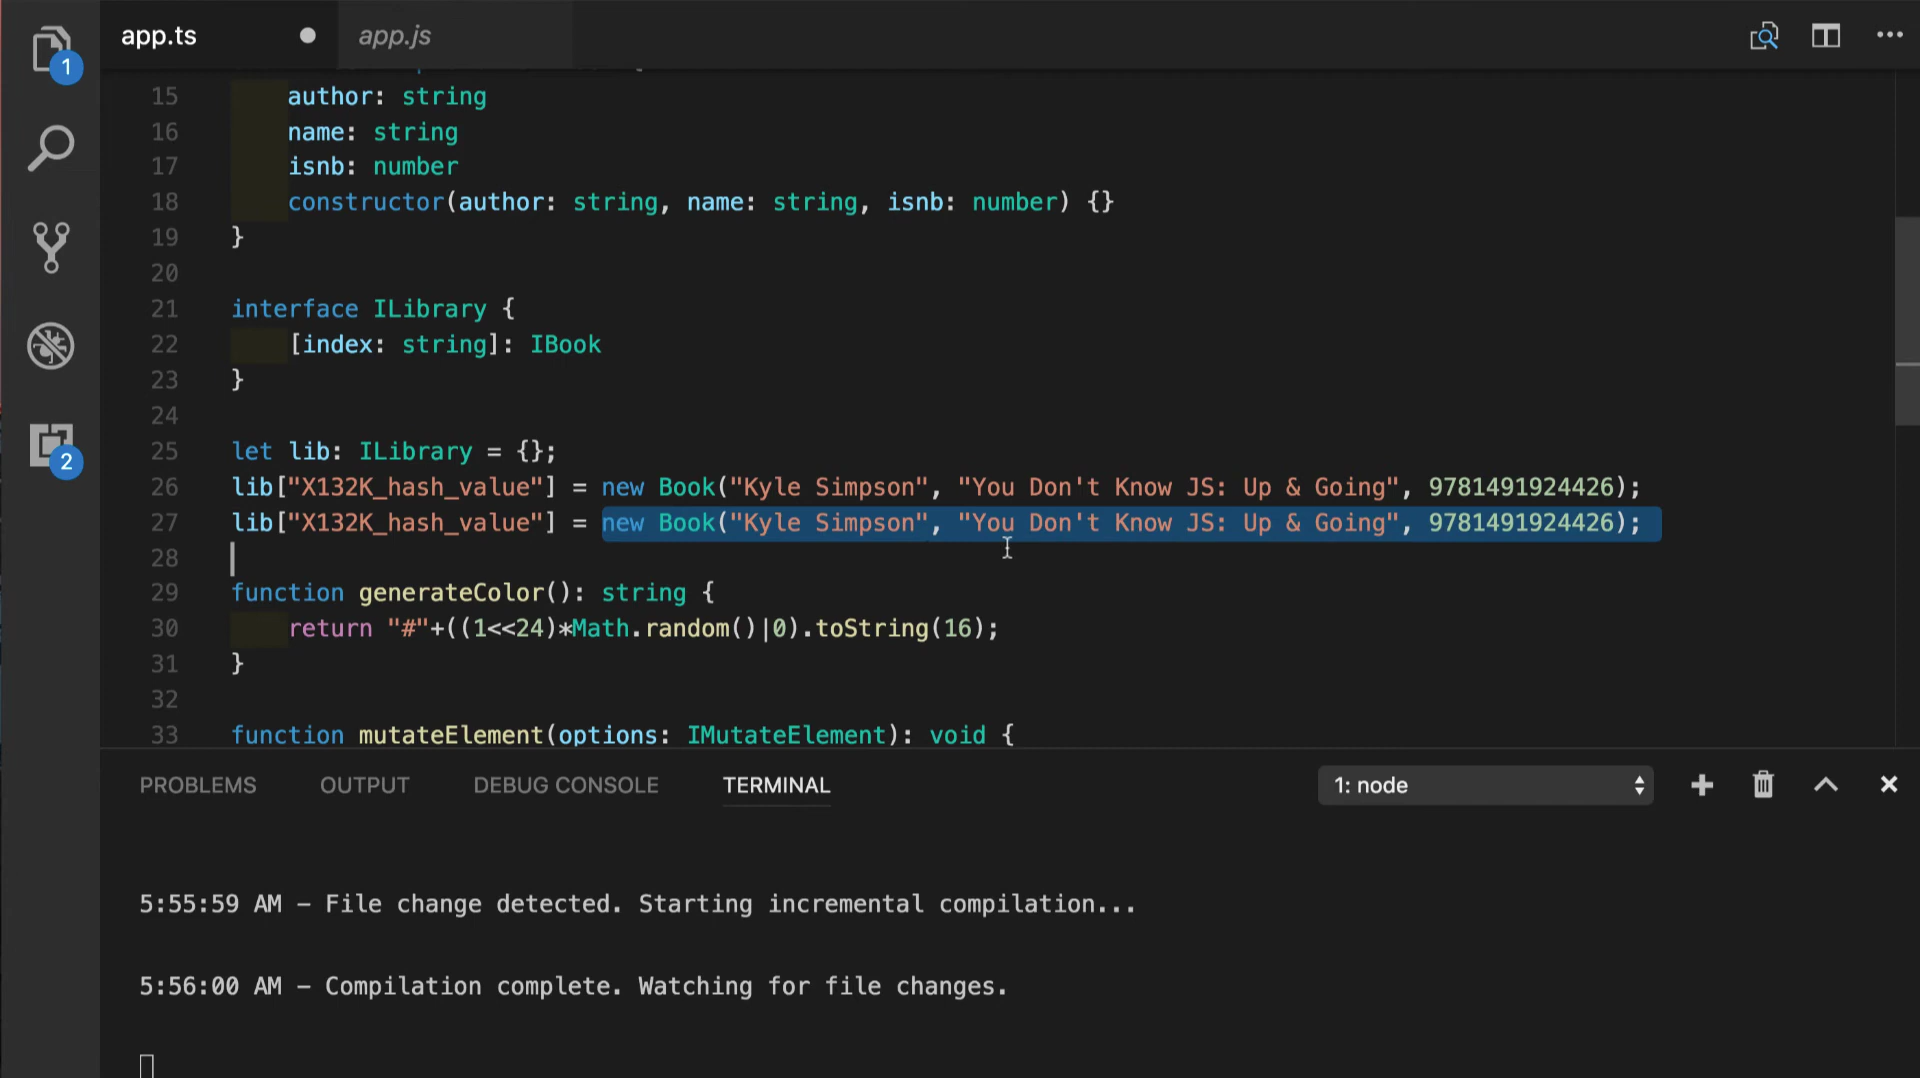 app.ts
app.js
1
2
15 author: string
16 name: string
17 isnb: number
18 constructor(author: string, name: string, isnb: number) {}
19 }
20
21 interface ILibrary {
22 [index: string]: IBook
23 }
24
25 let lib: ILibrary = {};
26 lib["X132K_hash_value"] = new Book("Kyle Simpson", "You Don't Know JS: Up & Going", 9781491924426);
27 lib["X132K_hash_value"] = new Book("Kyle Simpson", "You Don't Know JS: Up & Going", 9781491924426);
28
29 function generateColor(): string {
30 return "#"+((1<<24)*Math.random()|0).toString(16);
31 }
32
33 function mutateElement(options: IMutateElement): void {
PROBLEMS OUTPUT DEBUG CONSOLE TERMINAL 1: node
5:55:59 AM – File change detected. Starting incremental compilation...
5:56:00 AM – Compilation complete. Watching for file changes.